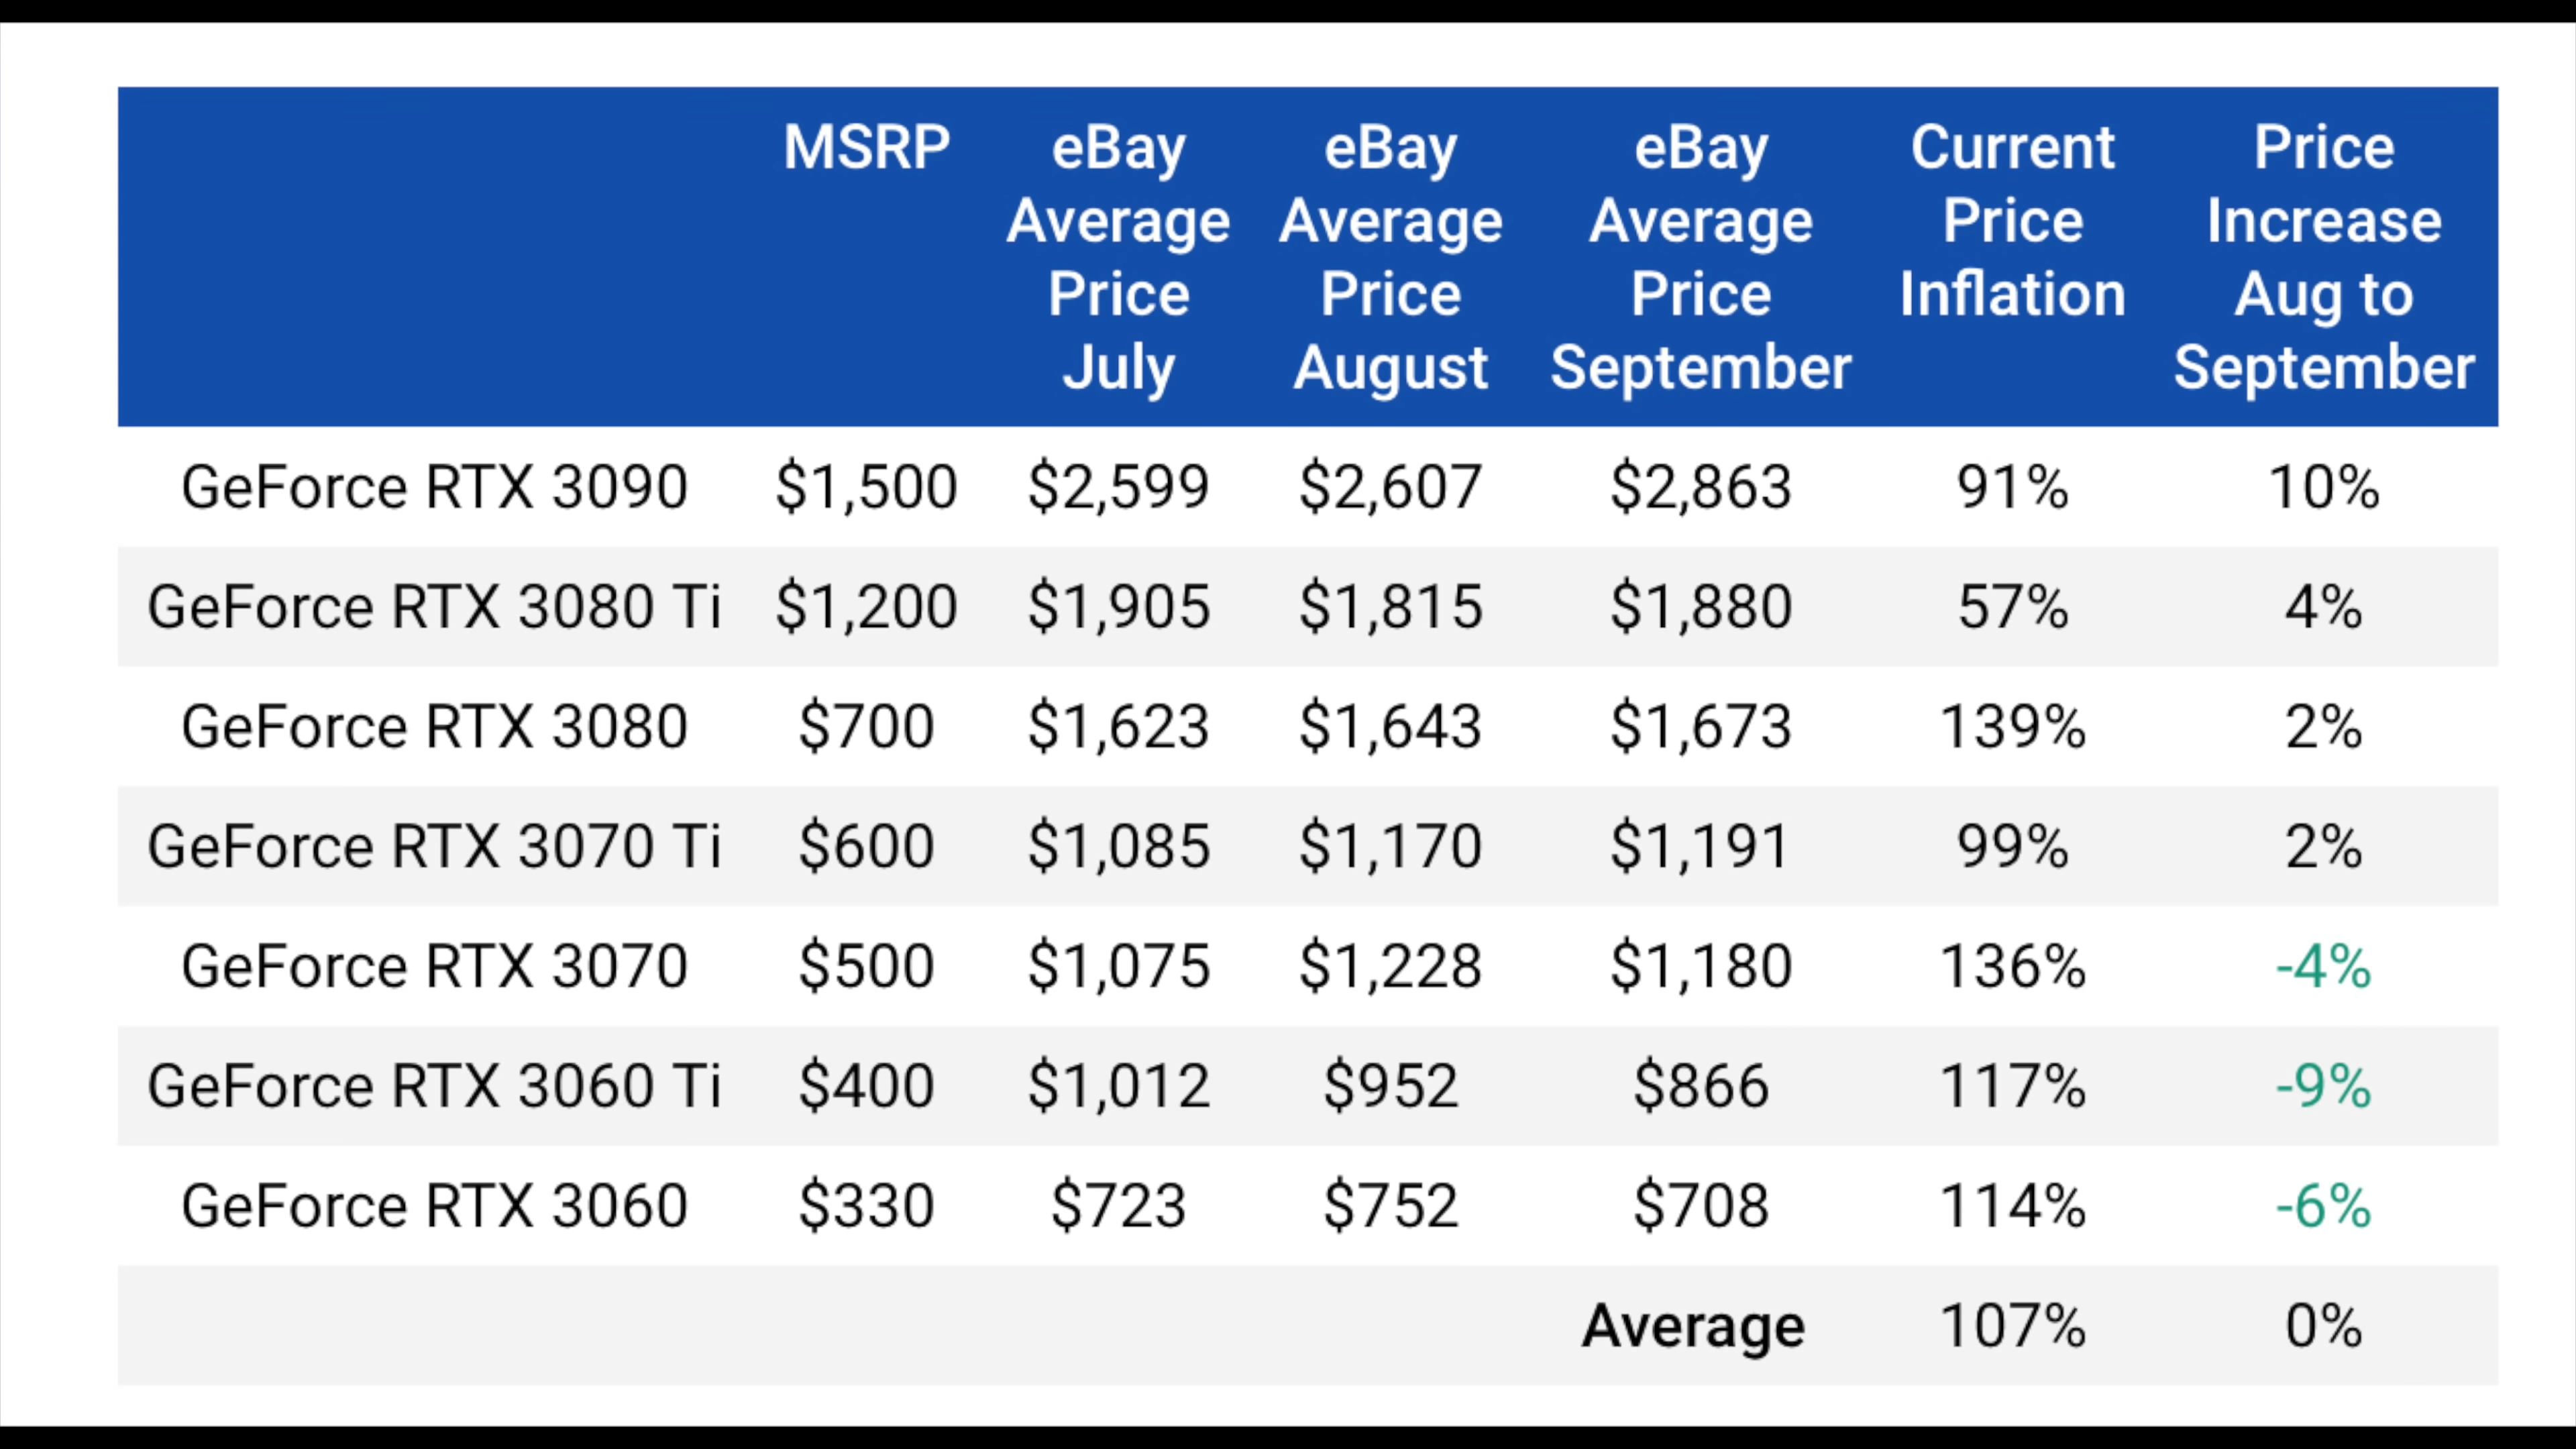 MSRP eBay Average Price July eBay Average Price August eBay Average Price September Current Price Inflation Price Increase Aug to September
GeForce RTX 3090 $1,500 $2,599 $2,607 $2,863 91% 10%
GeForce RTX 3080 Ti $1,200 $1,905 $1,815 $1,880 57% 4%
GeForce RTX 3080 $700 $1,623 $1,643 $1,673 139% 2%
GeForce RTX 3070 Ti $600 $1,085 $1,170 $1,191 99% 2%
GeForce RTX 3070 $500 $1,075 $1,228 $1,180 136% -4%
GeForce RTX 3060 Ti $400 $1,012 $952 $866 117% -9%
GeForce RTX 3060 $330 $723 $752 $708 114% -6%
Average 107% 0%